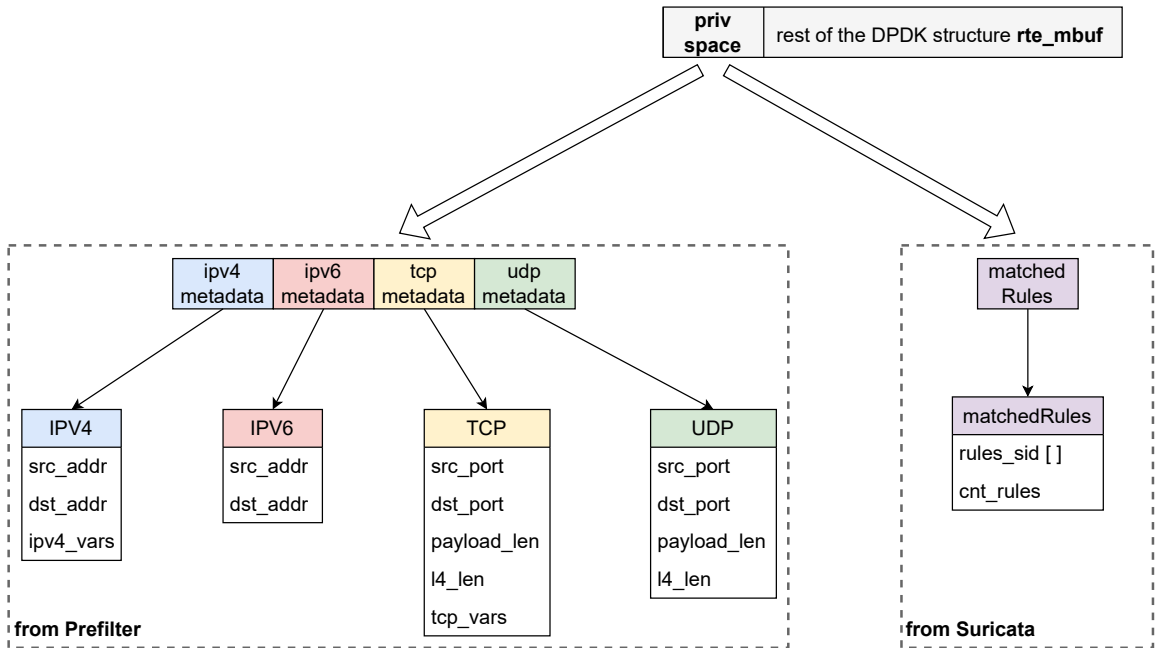 priv
space
rest of the DPDK structure rte_mbuf
ipv4
metadata
ipv6
metadata
tcp
metadata
udp
metadata
matched
Rules
IPV4
src_addr
dst_addr
ipv4_vars
IPV6
src_addr
dst_addr
TCP
src_port
dst_port
payload_len
l4_len
tcp_vars
UDP
src_port
dst_port
payload_len
l4_len
matchedRules
rules_sid [ ]
cnt_rules
from Prefilter
from Suricata